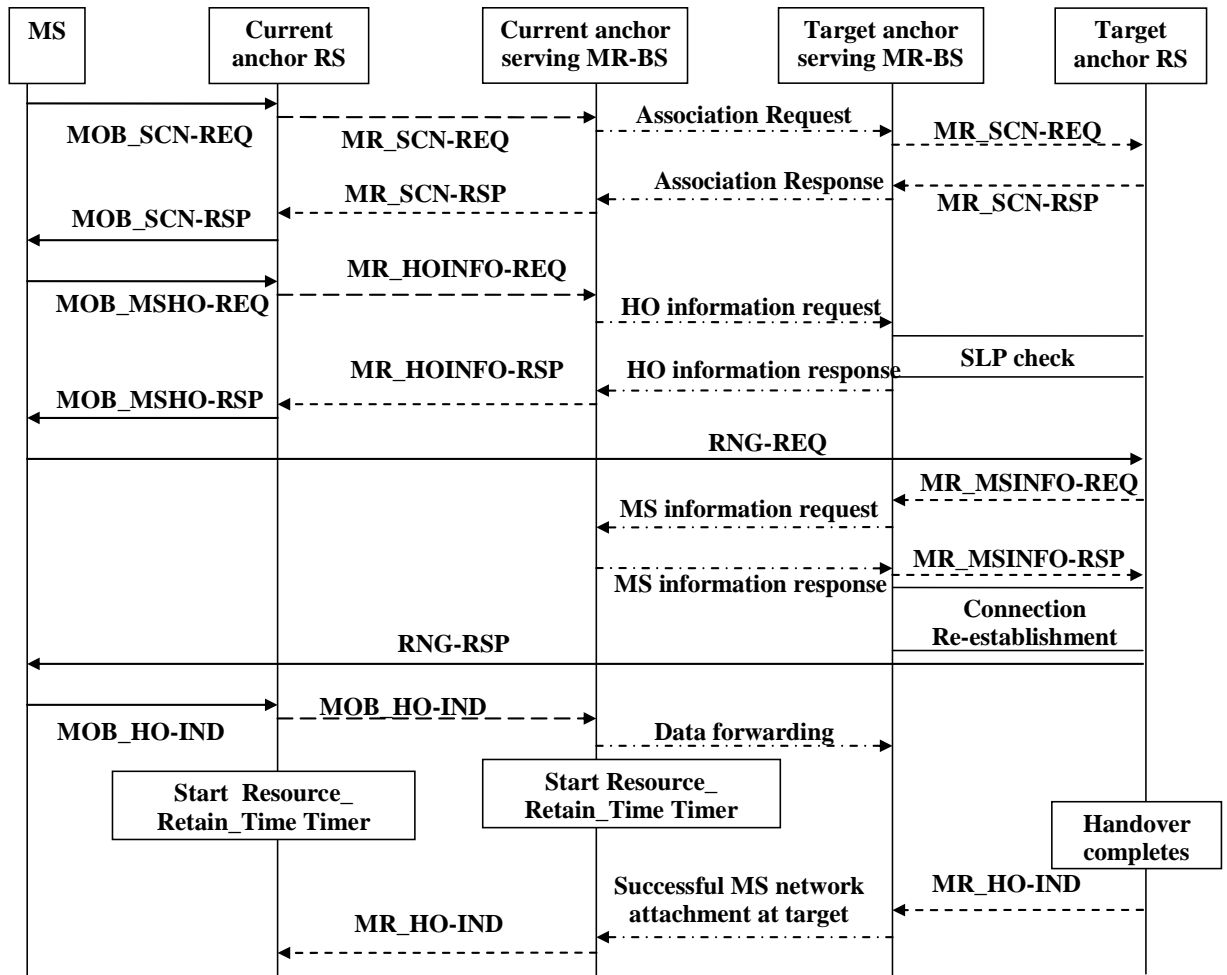 MS
Current
anchor RS
Current anchor
serving MR-BS
Target anchor
serving MR-BS
Target
anchor RS
MOB_SCN-REQ
MR_SCN-REQ
Association Request
MR_SCN-REQ
Association Response
MR_SCN-RSP
MR_SCN-RSP
MOB_SCN-RSP
MR_HOINFO-REQ
MOB_MSHO-REQ
HO information request
SLP check
MR_HOINFO-RSP
HO information response
MOB_MSHO-RSP
RNG-REQ
MR_MSINFO-REQ
MS information request
MR_MSINFO-RSP
MS information response
Connection
Re-establishment
RNG-RSP
MOB_HO-IND
MOB_HO-IND
Data forwarding
Start Resource_
Retain_Time Timer
Start Resource_
Retain_Time Timer
Handover
completes
MR_HO-IND
Successful MS network
attachment at target
MR_HO-IND